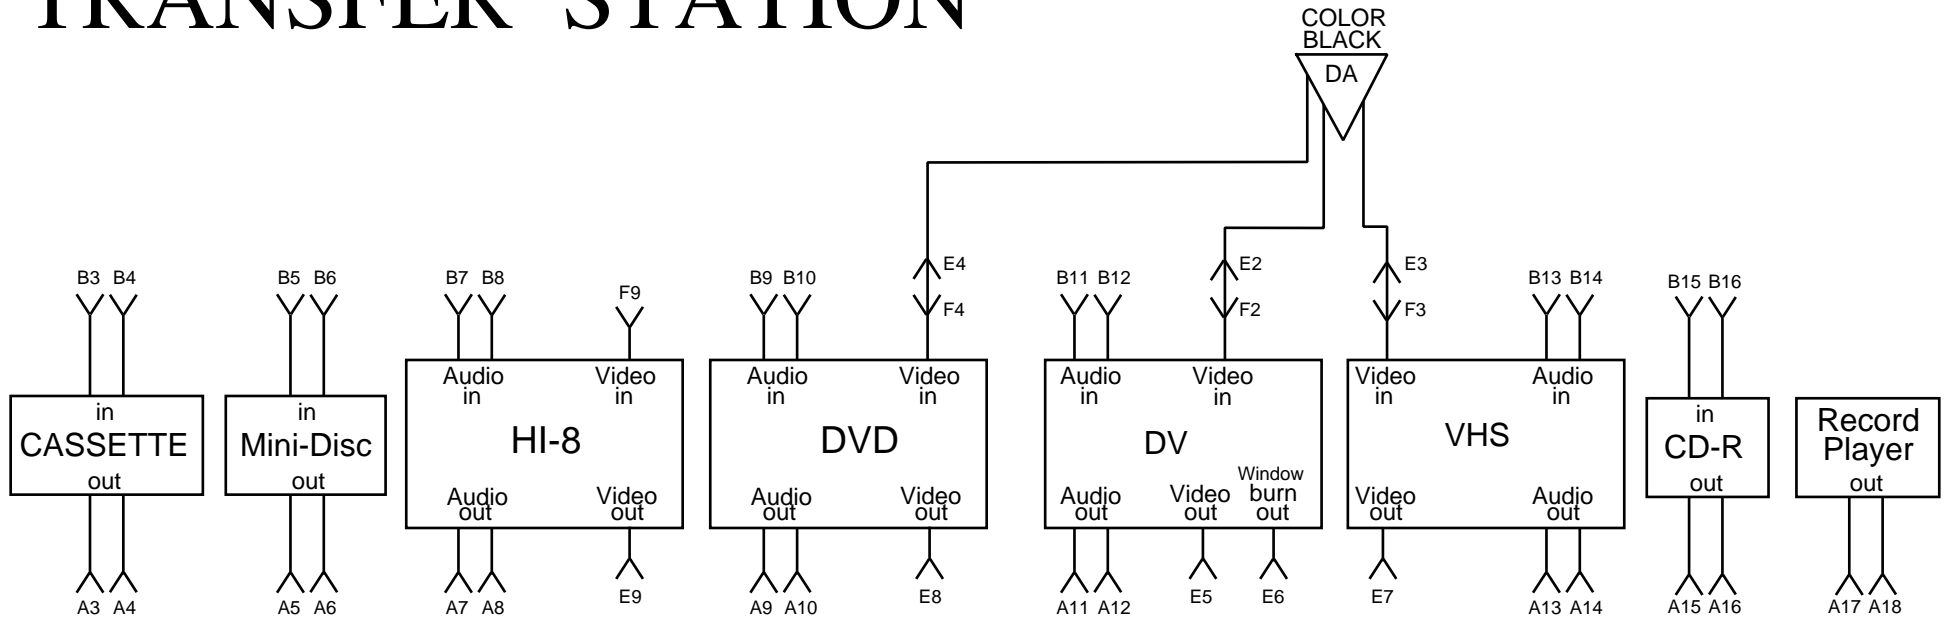 TRANSFER STATION
COLOR
BLACK
DA
E4
E2
E3
B3 B4
B5 B6
B7 B8
F9
B9 B10
F4
B11 B12
F2
F3
B13 B14
B15 B16
in
CASSETTE
out
A3 A4
in
Mini-Disc
out
A5 A6
Audio
in
Video
in
HI-8
Audio
out
Video
out
A7 A8
E9
Audio
in
Video
in
DVD
Audio
out
Video
out
A9 A10
E8
Audio
in
Video
in
DV
Audio
out
Video
out
Window
burn
out
A11 A12
E5
E6
Video
in
Audio
in
VHS
Video
out
Audio
out
E7
A13 A14
in
CD-R
out
A15 A16
Record
Player
out
A17 A18